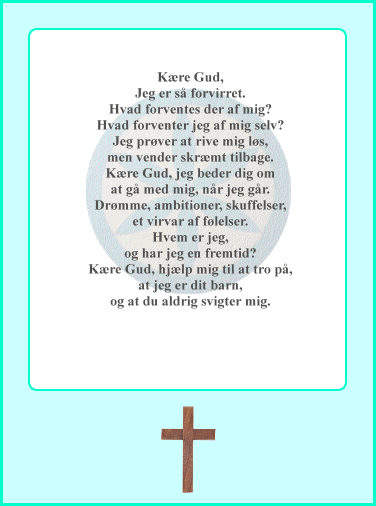 Kære Gud,
Jeg er så forvirret.
Hvad forventes der af mig?
Hvad forventer jeg af mig selv?
Jeg prøver at rive mig løs,
men vender skræmt tilbage.
Kære Gud, jeg beder dig om
at gå med mig, når jeg går.
Drømme, ambitioner, skuffelser,
et virvar af følelser.
Hvem er jeg,
og har jeg en fremtid?
Kære Gud, hjælp mig til at tro på,
at jeg er dit barn,
og at du aldrig svigter mig.